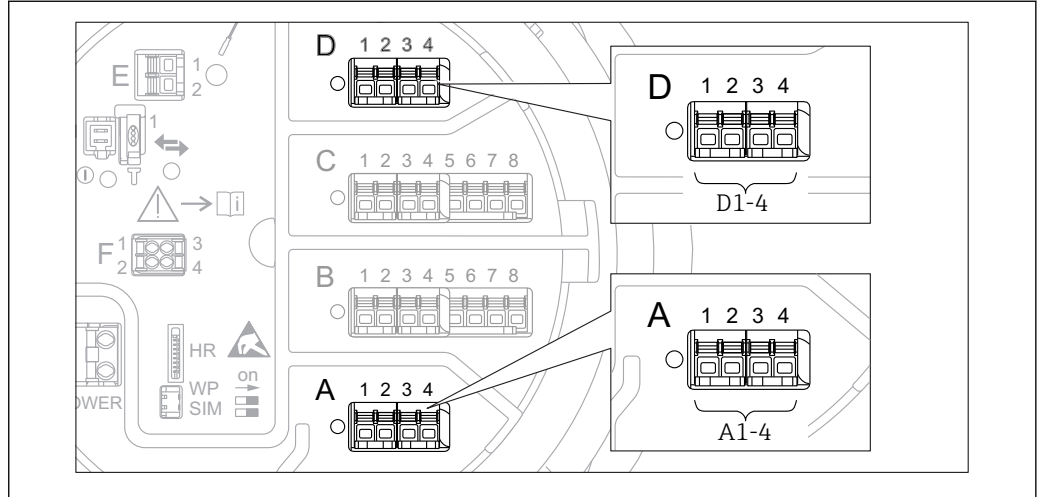 D 1 2 3 4
E 1
2
D 1 2 3 4
D1-4
1
C 1 2 3 4 5 6 7 8
i
F 1 3
2 4
B 1 2 3 4 5 6 7 8
A 1 2 3 4
A1-4
HR
WP on
SIM
OWER
A 1 2 3 4